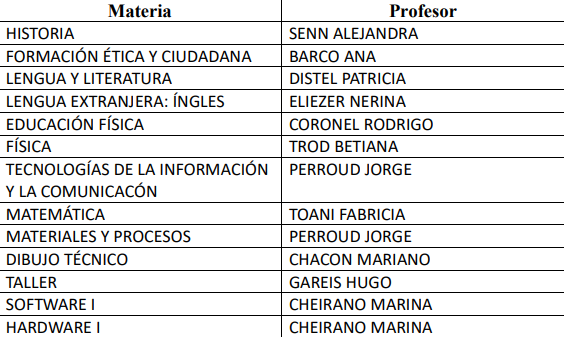 Materia Profesor
HISTORIA SENN ALEJANDRA
FORMACIÓN ÉTICA Y CIUDADANA BARCO ANA
LENGUA Y LITERATURA DISTEL PATRICIA
LENGUA EXTRANJERA: ÍNGLES ELIEZER NERINA
EDUCACIÓN FÍSICA CORONEL RODRIGO
FÍSICA TROD BETIANA
TECNOLOGÍAS DE LA INFORMACIÓN PERROUD JORGE
Y LA COMUNICACÓN
MATEMÁTICA TOANI FABRICIA
MATERIALES Y PROCESOS PERROUD JORGE
DIBUJO TÉCNICO CHACON MARIANO
TALLER GAREIS HUGO
SOFTWARE I CHEIRANO MARINA
HARDWARE I CHEIRANO MARINA